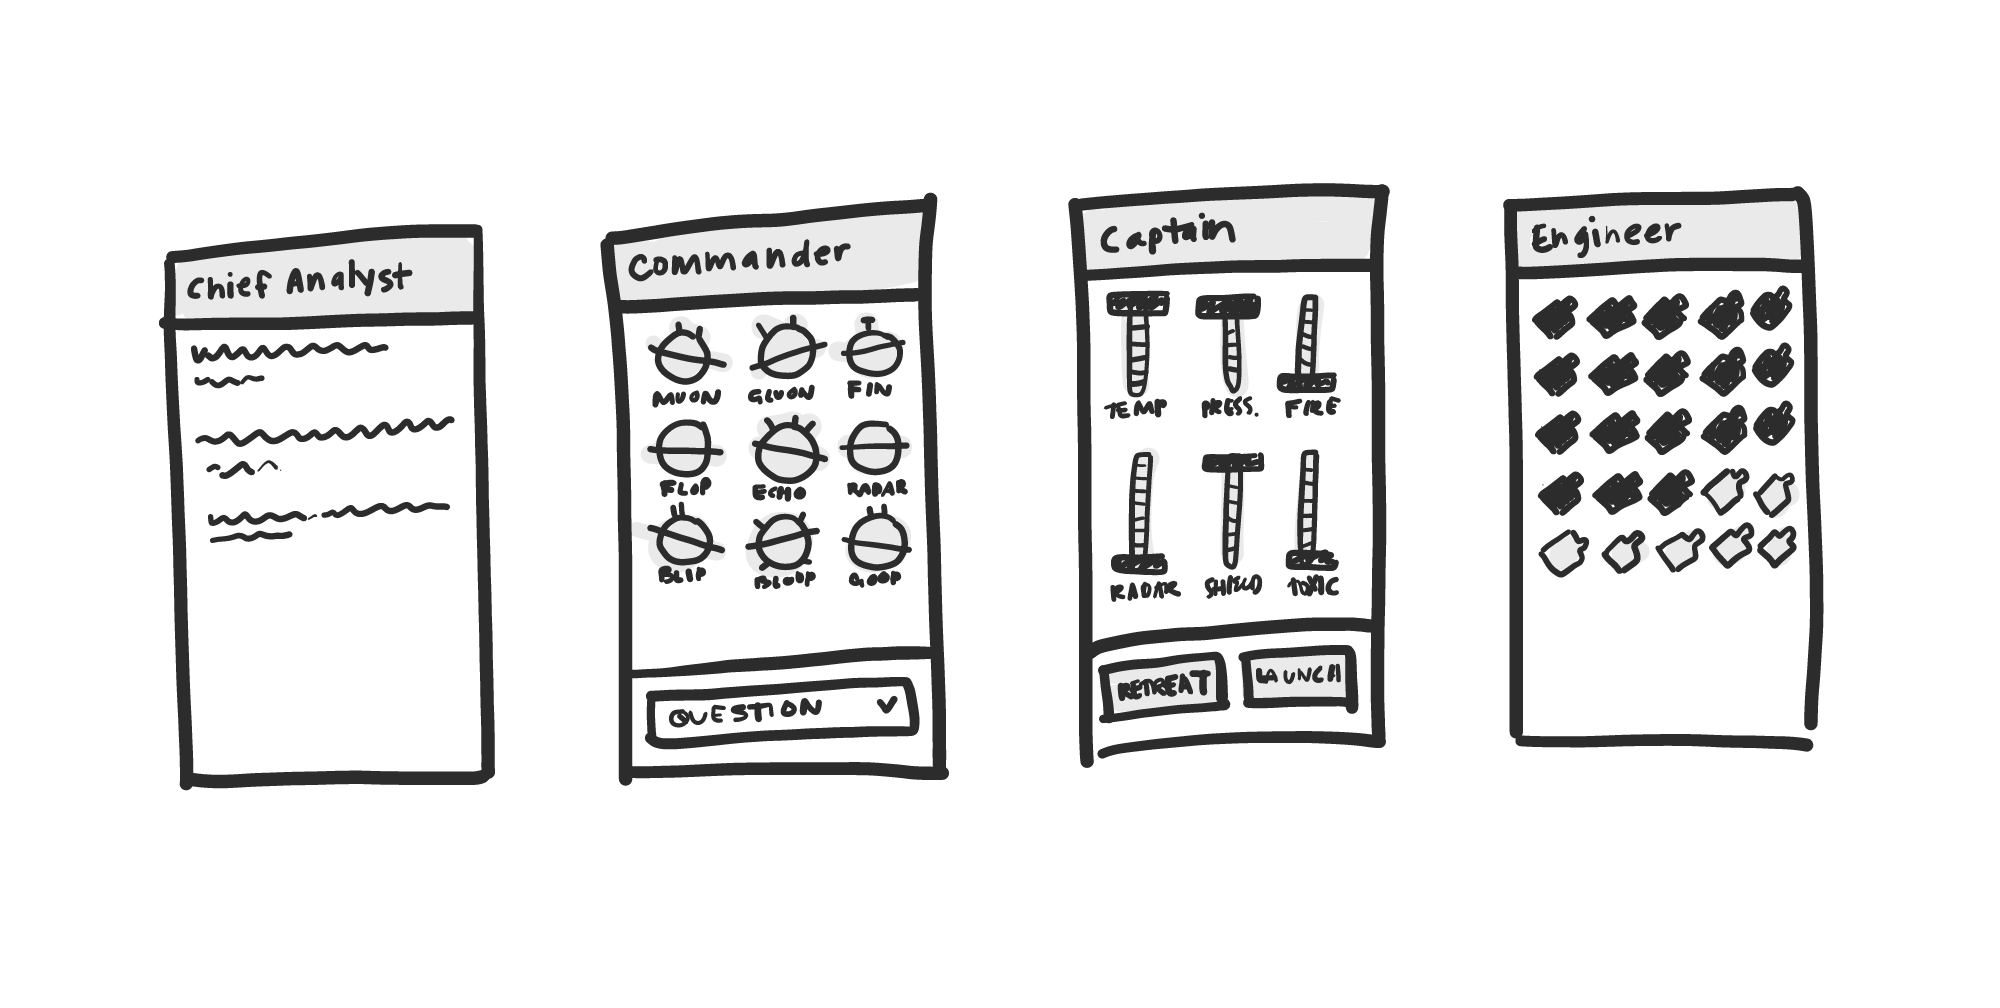 Chief Analyst
Commander
MUON GLUON FIN
FLOP ECHO RADAR
BLIP BLOOP GOOP
QUESTION
Captain
TEMP PRESS. FIRE
RADAR SHIELD TOXIC
RETREAT LAUNCH
Engineer